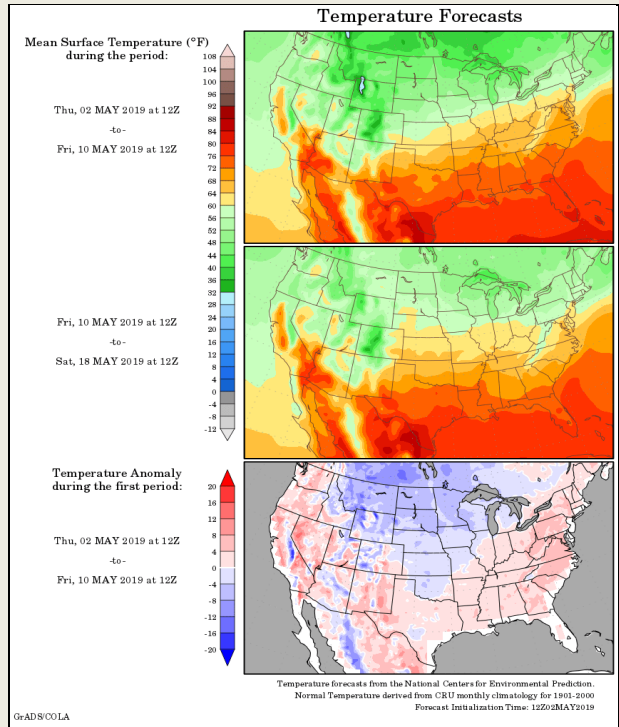 Temperature Forecasts
Mean Surface Temperature (°F)
during the period:
Thu, 02 MAY 2019 at 12Z
-to-
Fri, 10 MAY 2019 at 12Z
108
104
100
96
92
88
84
80
76
72
68
64
60
56
52
48
44
40
36
32
28
24
20
16
12
8
4
0
-4
-8
-12
Fri, 10 MAY 2019 at 12Z
-to-
Sat, 18 MAY 2019 at 12Z
Temperature Anomaly
during the first period:
Thu, 02 MAY 2019 at 12Z
-to-
Fri, 10 MAY 2019 at 12Z
20
16
12
8
4
0
-4
-8
-12
-16
-20
Temperature forecasts from the National Centers for Environmental Prediction.
Normal Temperature derived from CRU monthly climatology for 1901-2000
Forecast Initialization Time: 12Z02MAY2019
GrADS/COLA